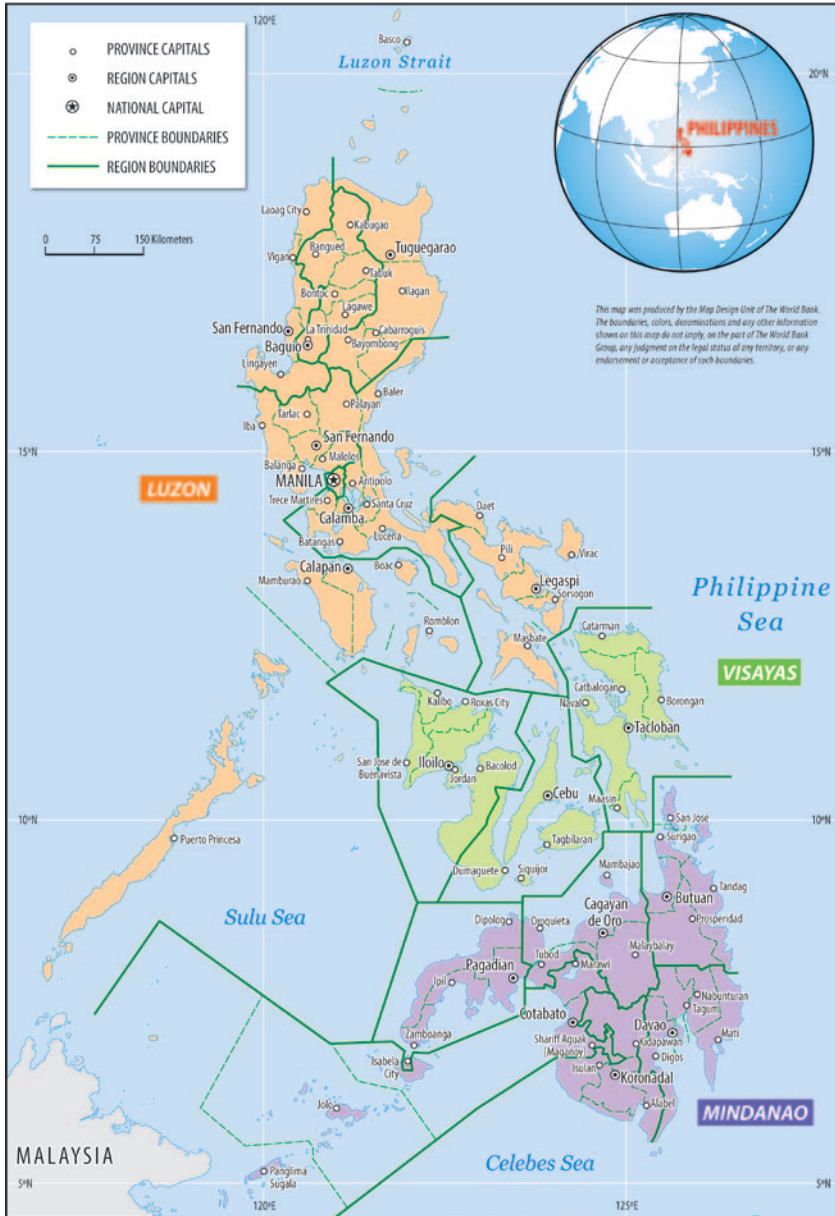 120°E
PROVINCE CAPITALS
REGION CAPITALS
NATIONAL CAPITAL
PROVINCE BOUNDARIES
REGION BOUNDARIES
0 75 150 Kilometers
Basco
Luzon Strait
20°N
PHILIPPINES
This map was produced by the Map Design Unit of The World Bank.
The boundaries, colors, denominations and any other information
shown on this map do not imply, on the part of The World Bank
Group, any judgment on the legal status of any territory, or any
endorsement or acceptance of such boundaries.
Laoag City
Kabugao
Vigan
Bangued
Tuguegarao
Tabuk
Bontoc
Ilagan
Lagawe
San Fernando
La Trinidad
Cabarroguis
Baguio
Bayombong
Lingayen
Baler
Palayan
Tarlac
Iba
San Fernando
15°N
15°N
Malolos
Balanga
MANILA
Antipolo
LUZON
Trece Martires
Santa Cruz
Calamba
Daet
Lucena
Batangas
Pili
Virac
Calapan
Boac
Mamburao
Legaspi
Sorsogon
Philippine
Sea
Romblon
Catarman
Masbate
VISAYAS
Catbalogan
Kalibo
Roxas City
Naval
Borongan
Tacloban
San Jose de
Buenavista
Iloilo
Jordan
Bacolod
Cebu
Maasin
10°N
10°N
San Jose
Surigao
Puerto Princesa
Tagbilaran
Dumaguete
Siquijor
Mambajao
Tandag
Butuan
Sulu Sea
Dipolog
Oroquieta
Cagayan
de Oro
Prosperidad
Tubod
Marawi
Malaybalay
Pagadian
Ipil
Nabunturan
Tagum
Cotabato
Davao
Zamboanga
Shariff Aguak
(Maganoy)
Kidapawan
Mati
Isabela
City
Digos
Isulan
Koronadal
Jolo
Alabel
MINDANAO
MALAYSIA
Celebes Sea
Panglima
Sugala
5°N
5°N
120°E
125°E